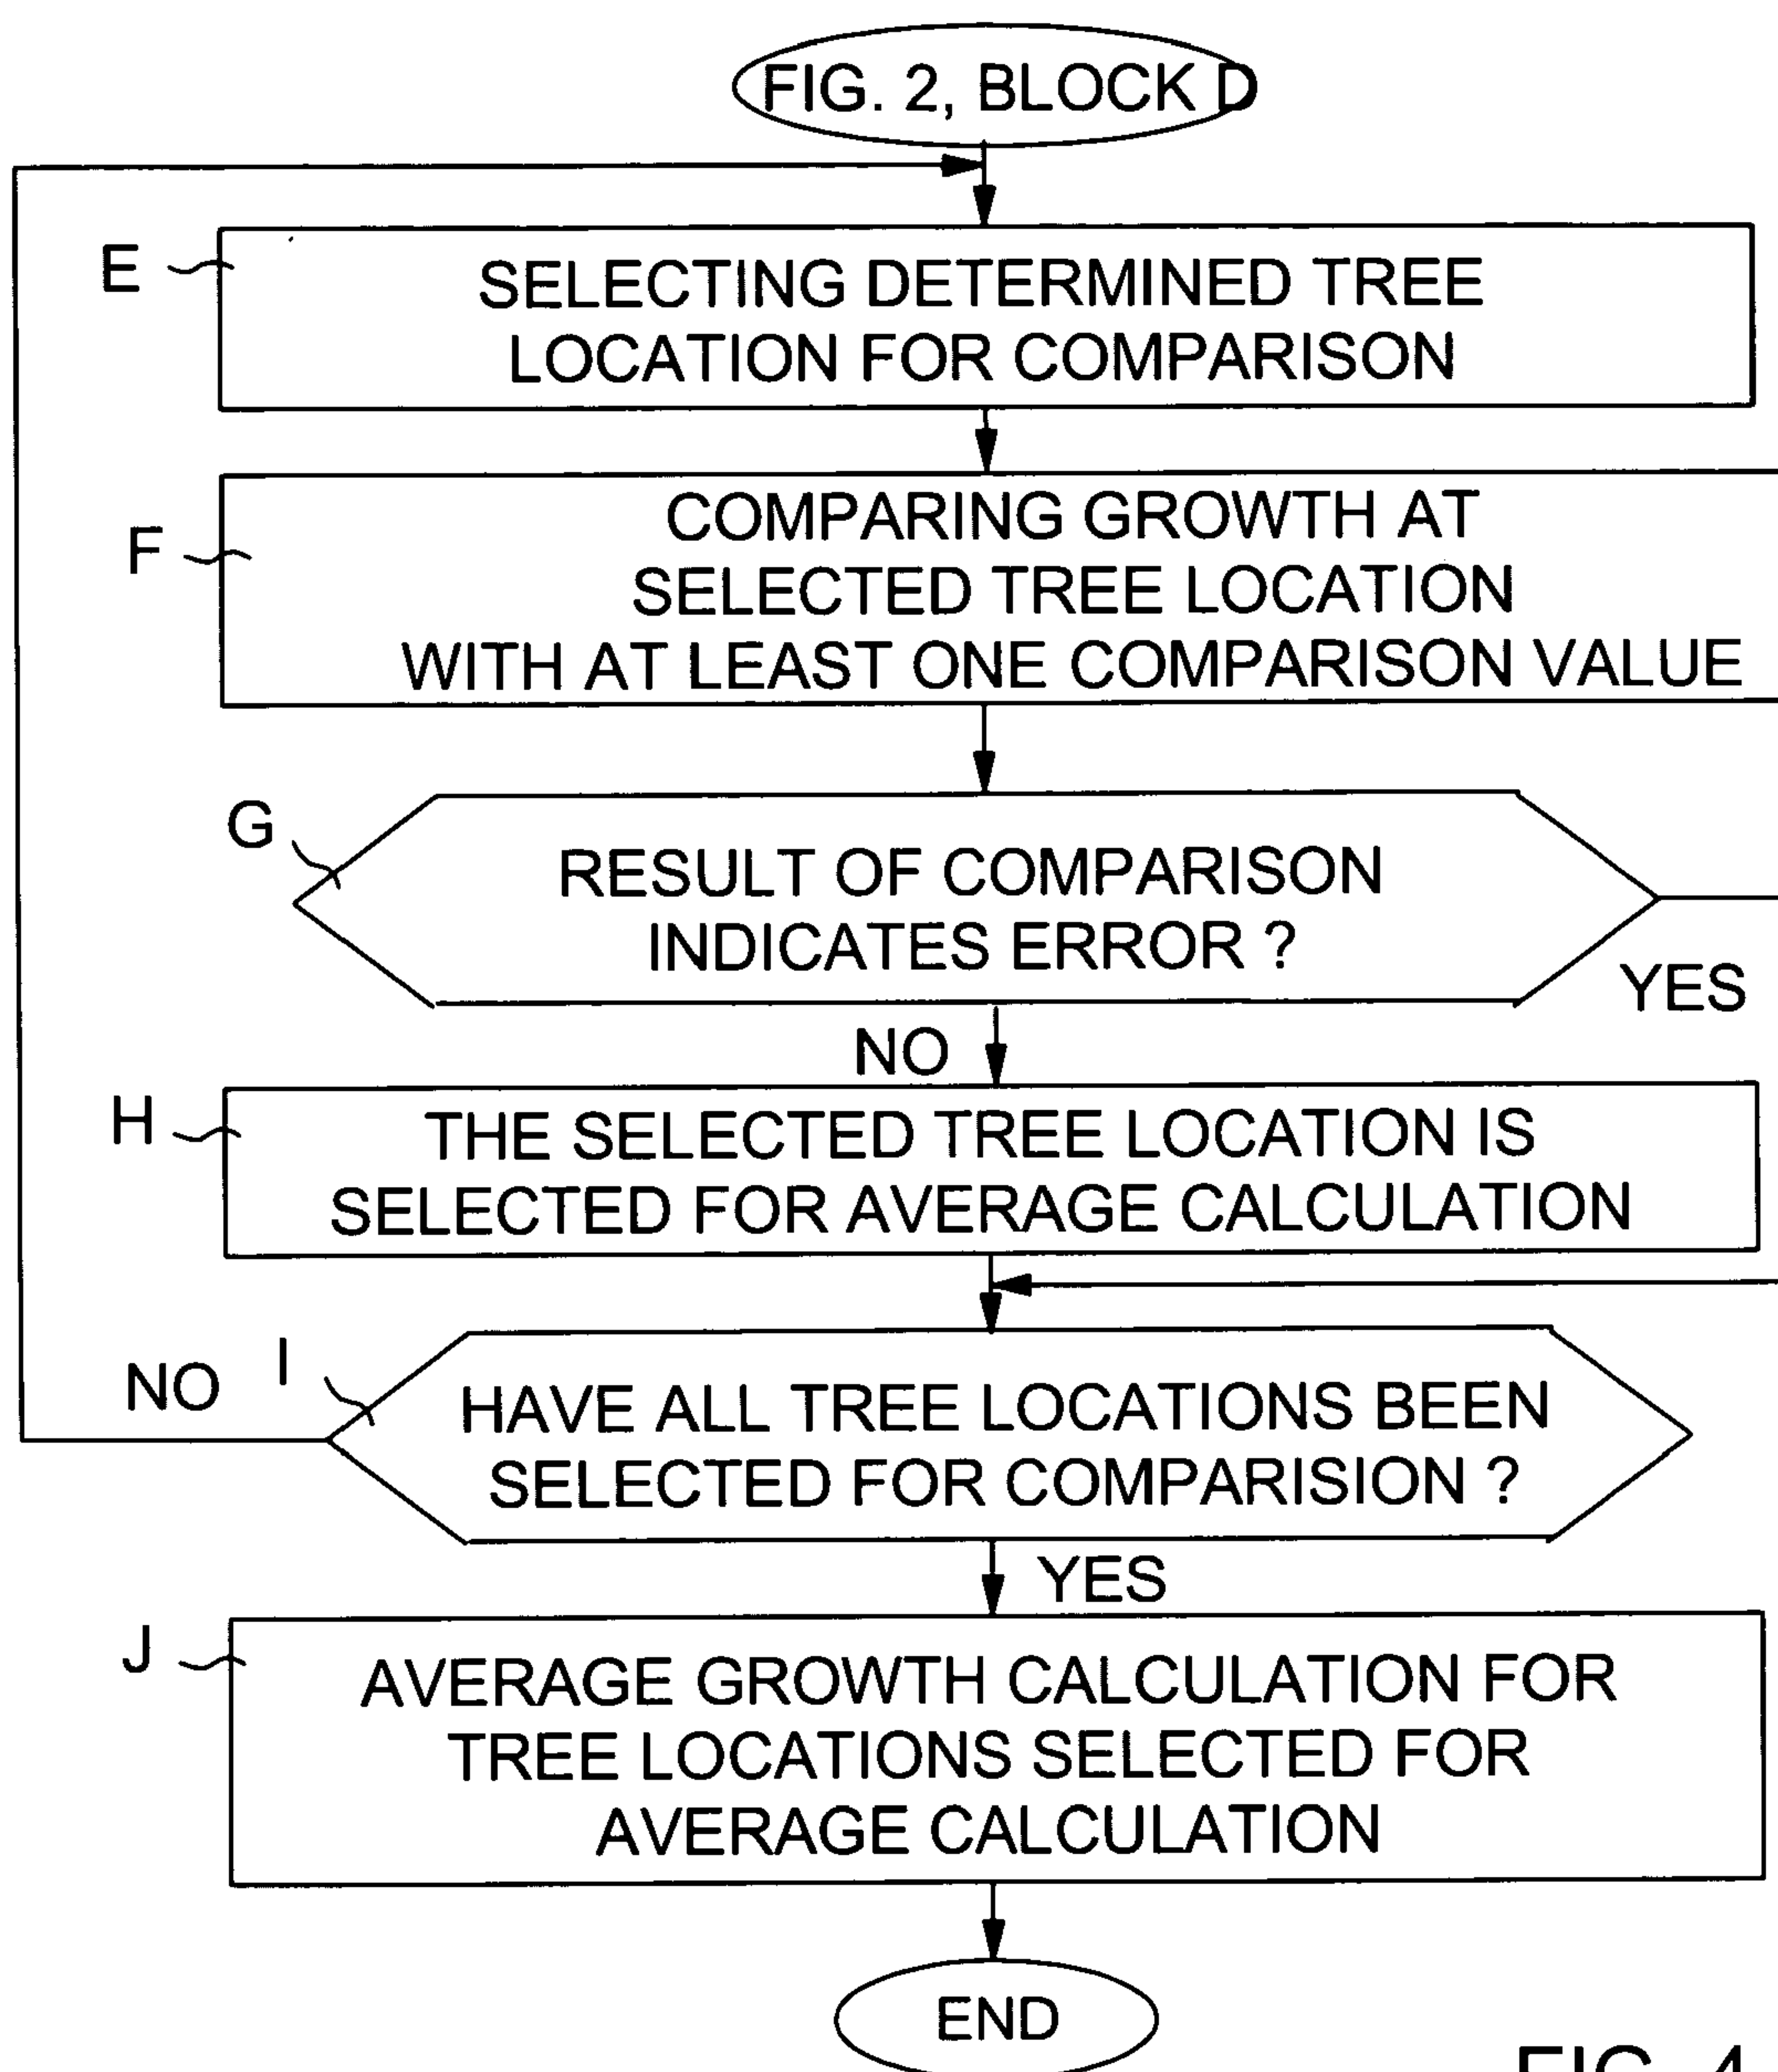 FIG. 2, BLOCK D
E
SELECTING DETERMINED TREE
LOCATION FOR COMPARISON
F
COMPARING GROWTH AT
SELECTED TREE LOCATION
WITH AT LEAST ONE COMPARISON VALUE
G
RESULT OF COMPARISON
INDICATES ERROR ?
YES
NO
H
THE SELECTED TREE LOCATION IS
SELECTED FOR AVERAGE CALCULATION
NO
I
HAVE ALL TREE LOCATIONS BEEN
SELECTED FOR COMPARISION ?
YES
J
AVERAGE GROWTH CALCULATION FOR
TREE LOCATIONS SELECTED FOR
AVERAGE CALCULATION
END
FIG. 4